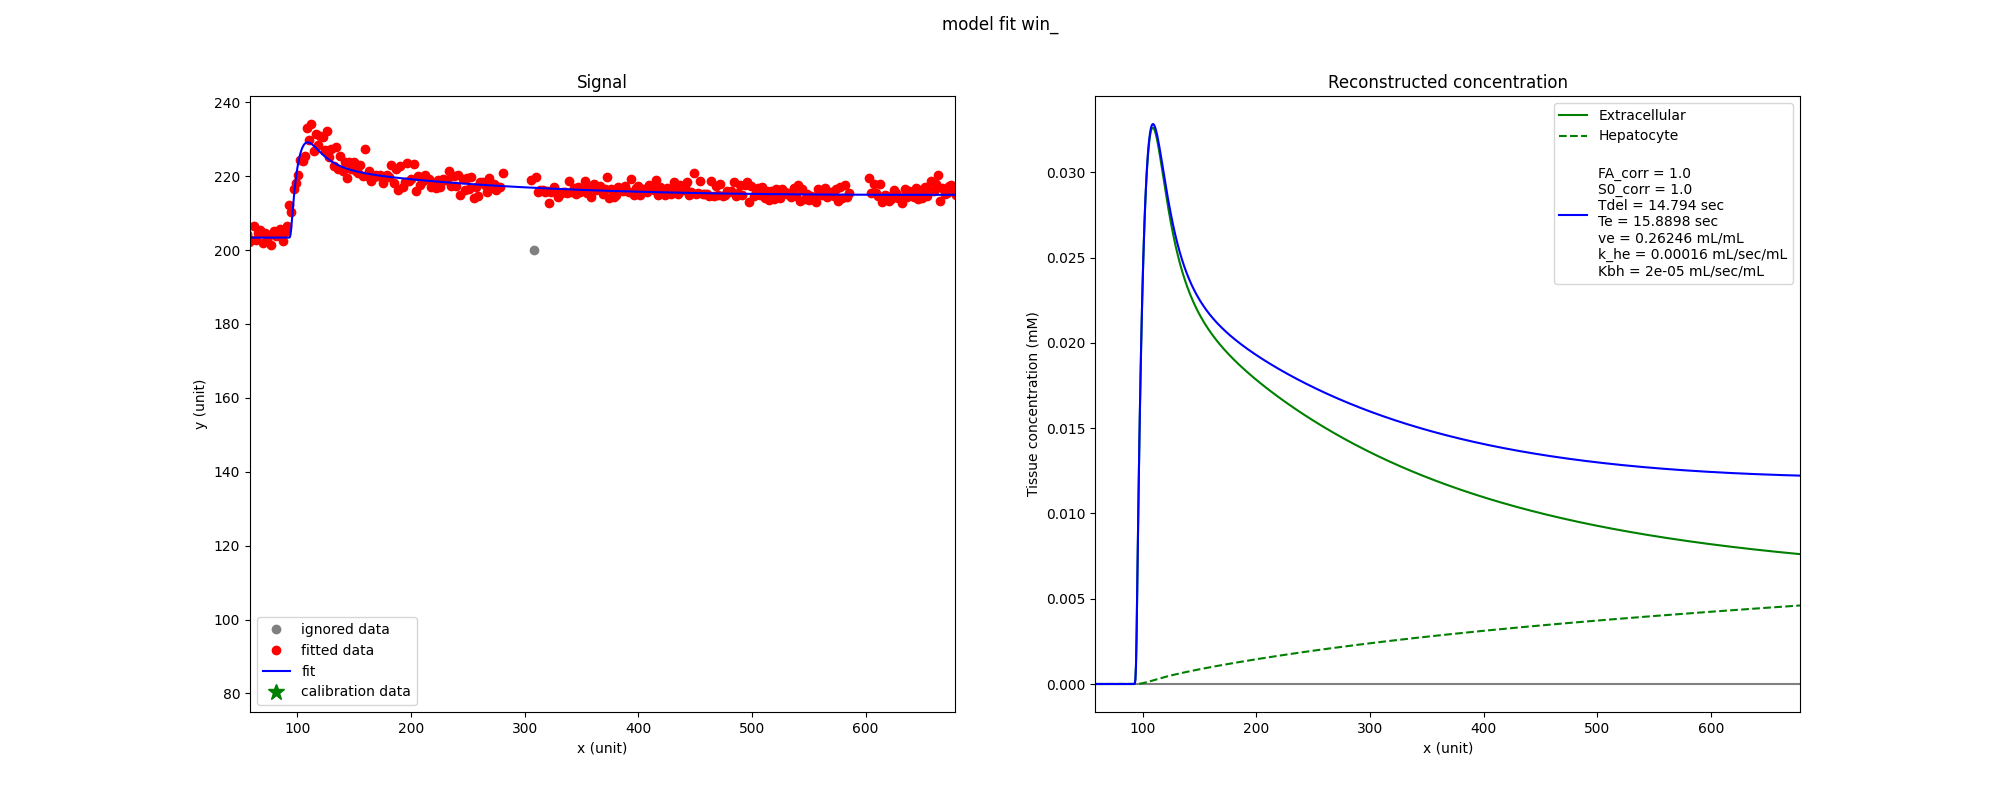 model fit win_
Signal
y (unit)
240
220
200
180
160
140
120
100
80
ignored data
fitted data
fit
calibration data
100 200 300 400 500 600
x (unit)
Reconstructed concentration
Tissue concentration (mM)
0.030
0.025
0.020
0.015
0.010
0.005
0.000
Extracellular
Hepatocyte
FA_corr = 1.0
S0_corr = 1.0
Tdel = 14.794 sec
Te = 15.8898 sec
ve = 0.26246 mL/mL
k_he = 0.00016 mL/sec/mL
Kbh = 2e-05 mL/sec/mL
100 200 300 400 500 600
x (unit)